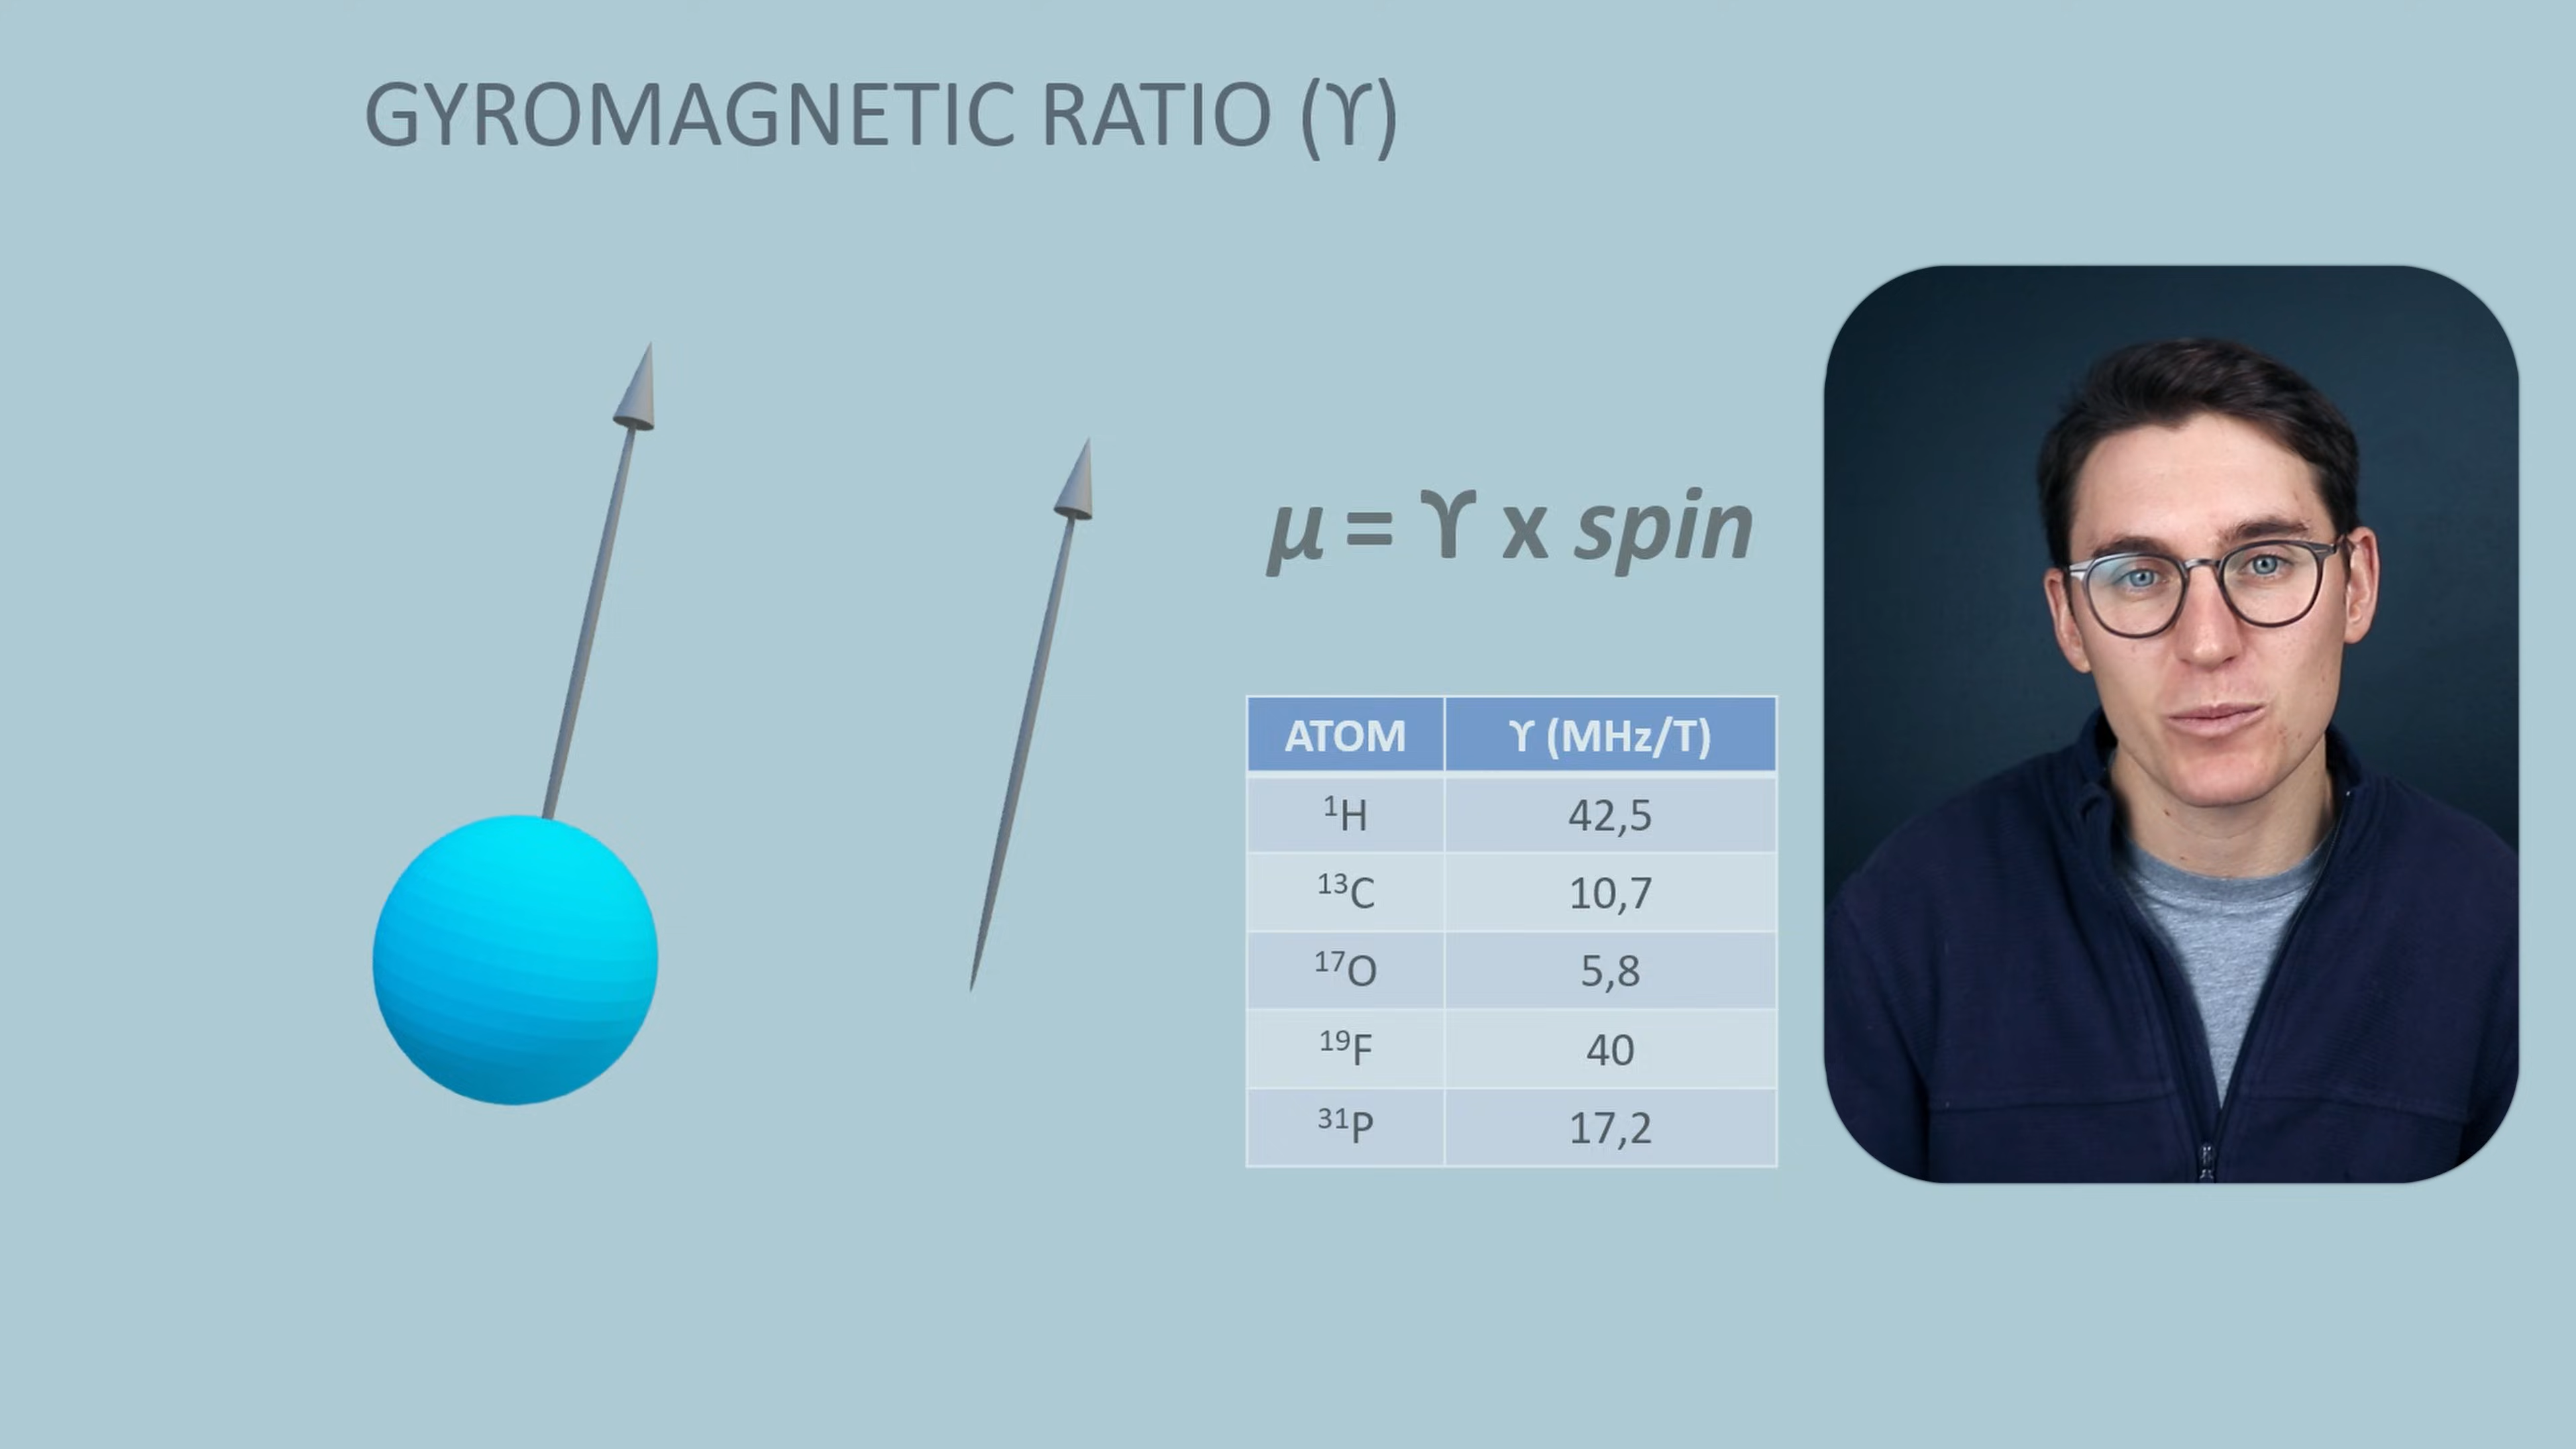 GYROMAGNETIC RATIO (ϒ)
μ = ϒ x spin
ATOM ϒ (MHz/T)
¹H 42,5
¹³C 10,7
¹⁷O 5,8
¹⁹F 40
³¹P 17,2